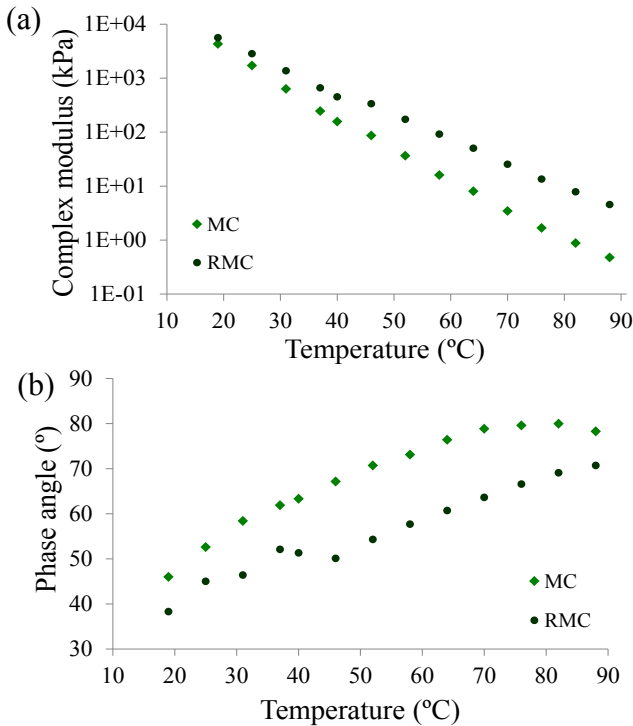 (a)
Complex modulus (kPa)
1E+04
1E+03
1E+02
1E+01
1E+00
1E-01
MC
RMC
10 20 30 40 50 60 70 80 90
Temperature (ºC)
(b)
Phase angle (º)
90
80
70
60
50
40
30
MC
RMC
10 20 30 40 50 60 70 80 90
Temperature (ºC)